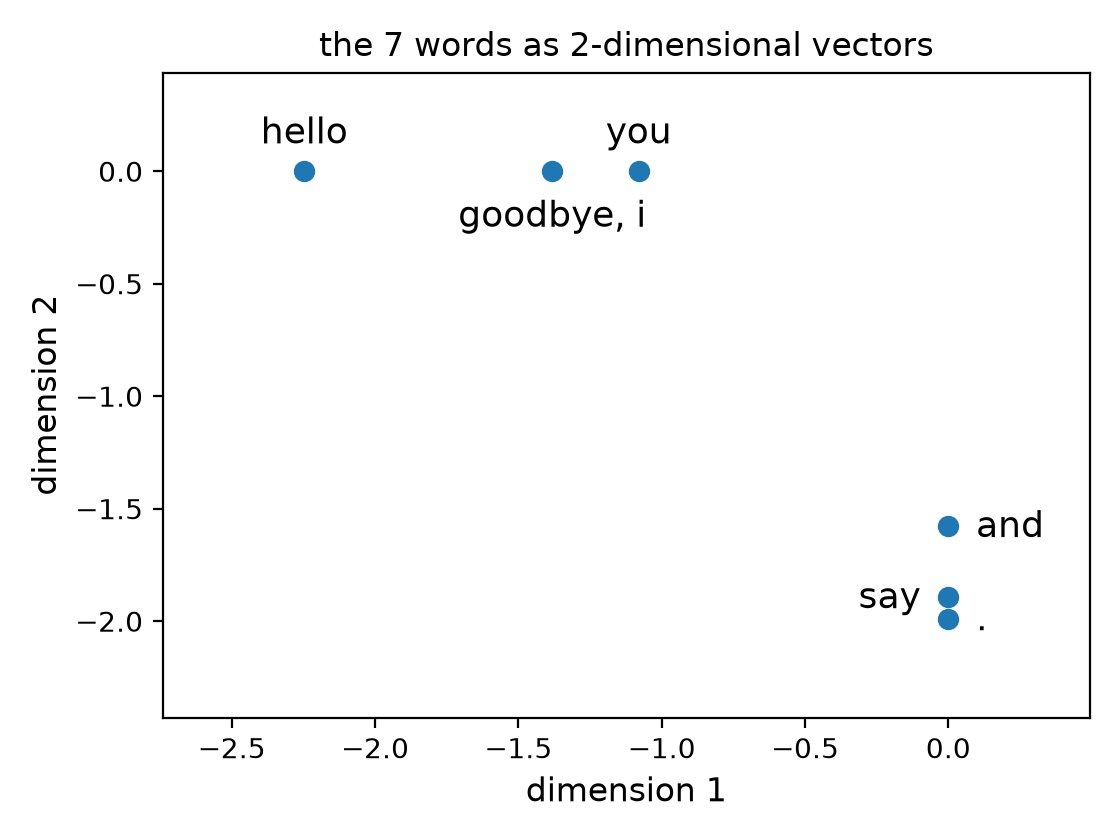 the 7 words as 2-dimensional vectors
hello
you
goodbye, i
and
say
.
dimension 2
0.0
−0.5
−1.0
−1.5
−2.0
−2.5
−2.0
−1.5
−1.0
−0.5
0.0
dimension 1